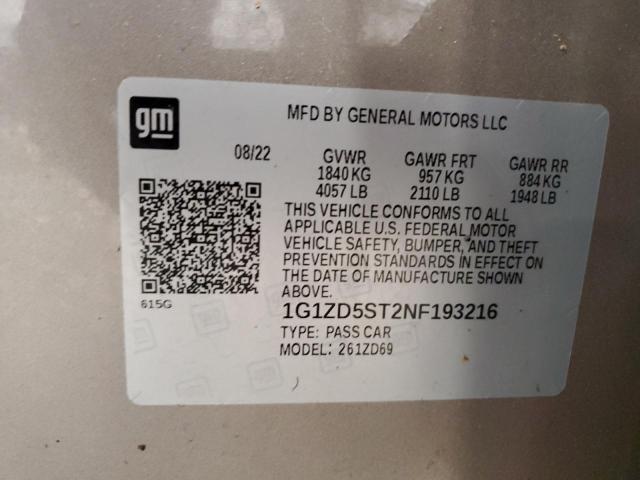 gm
MFD BY GENERAL MOTORS LLC
08/22 GVWR GAWR FRT GAWR RR
1840 KG 957 KG 884 KG
4057 LB 2110 LB 1948 LB
THIS VEHICLE CONFORMS TO ALL
APPLICABLE U.S. FEDERAL MOTOR
VEHICLE SAFETY, BUMPER, AND THEFT
PREVENTION STANDARDS IN EFFECT ON
THE DATE OF MANUFACTURE SHOWN
ABOVE.
615G
1G1ZD5ST2NF193216
TYPE: PASS CAR
MODEL: 261ZD69